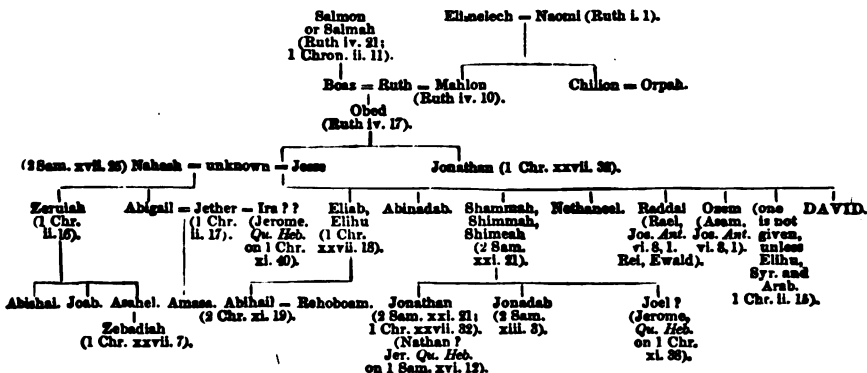 Salmon
or Salmah
(Ruth iv. 21;
1 Chron. ii. 11).
Elimelech = Naomi (Ruth i. 1).
Boaz = Ruth = Mahlon
(Ruth iv. 10).
Chilion = Orpah.
Obed
(Ruth iv. 17).
(2 Sam. xvii. 25) Nahash = unknown = Jesse
Jonathan (1 Chr. xxvii. 32).
Zeruiah
(1 Chr.
ii. 16).
Abigail = Jether = Ira ? ?
(1 Chr.
ii. 17).
(Jerome.
Qu. Heb.
on 1 Chr.
xi. 40).
Eliab,
Elihu
(1 Chr.
xxvii. 18).
Abinadab.
Shammah,
Shimmah,
Shimeah
(2 Sam.
xxi. 21).
Nethaneel.
Raddai
(Rael,
Jos. Ant.
vi. 8, 1.
Rei, Ewald).
Ozem
(Asam,
Jos. Ant.
vi. 8, 1).
(one
is not
given,
unless
Elihu,
Syr. and
Arab.
1 Chr. ii. 15).
DAVID.
Abishai. Joab. Asahel.
Zebadiah
(1 Chr. xxvii. 7).
Amasa.
Abihail = Rehoboam.
(2 Chr. xi. 19).
Jonathan
(2 Sam. xxi. 21;
1 Chr. xxvii. 32).
(Nathan ?
Jer. Qu. Heb.
on 1 Sam. xvi. 12).
Jonadab
(2 Sam.
xiii. 3).
Joel ?
(Jerome,
Qu. Heb.
on 1 Chr.
xi. 38).